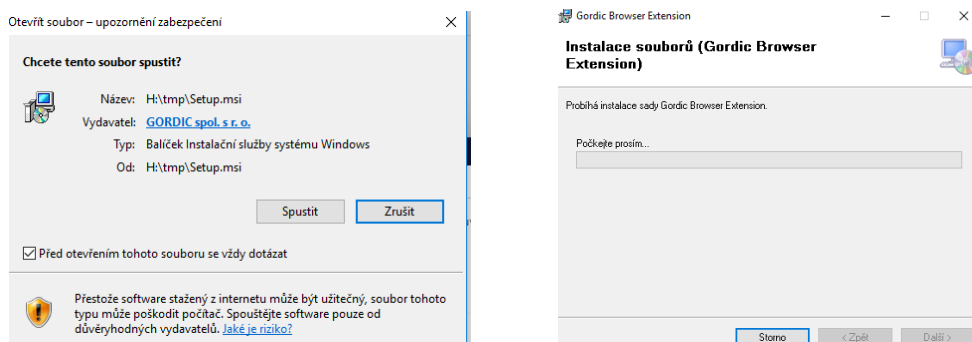 Otevřít soubor – upozornění zabezpečení
Chcete tento soubor spustit?
Název: H:\tmp\Setup.msi
Vydavatel: GORDIC spol. s r. o.
Typ: Balíček Instalační služby systému Windows
Od: H:\tmp\Setup.msi
Spustit Zrušit
Před otevřením tohoto souboru se vždy dotázat
Přestože software stažený z internetu může být užitečný, soubor tohoto
typu může poškodit počítač. Spouštějte software pouze od
důvěryhodných vydavatelů. Jaké je riziko?
Gordic Browser Extension
Instalace souborů (Gordic Browser
Extension)
Probíhá instalace sady Gordic Browser Extension.
Počkejte prosím...
Storno < Zpět Další >